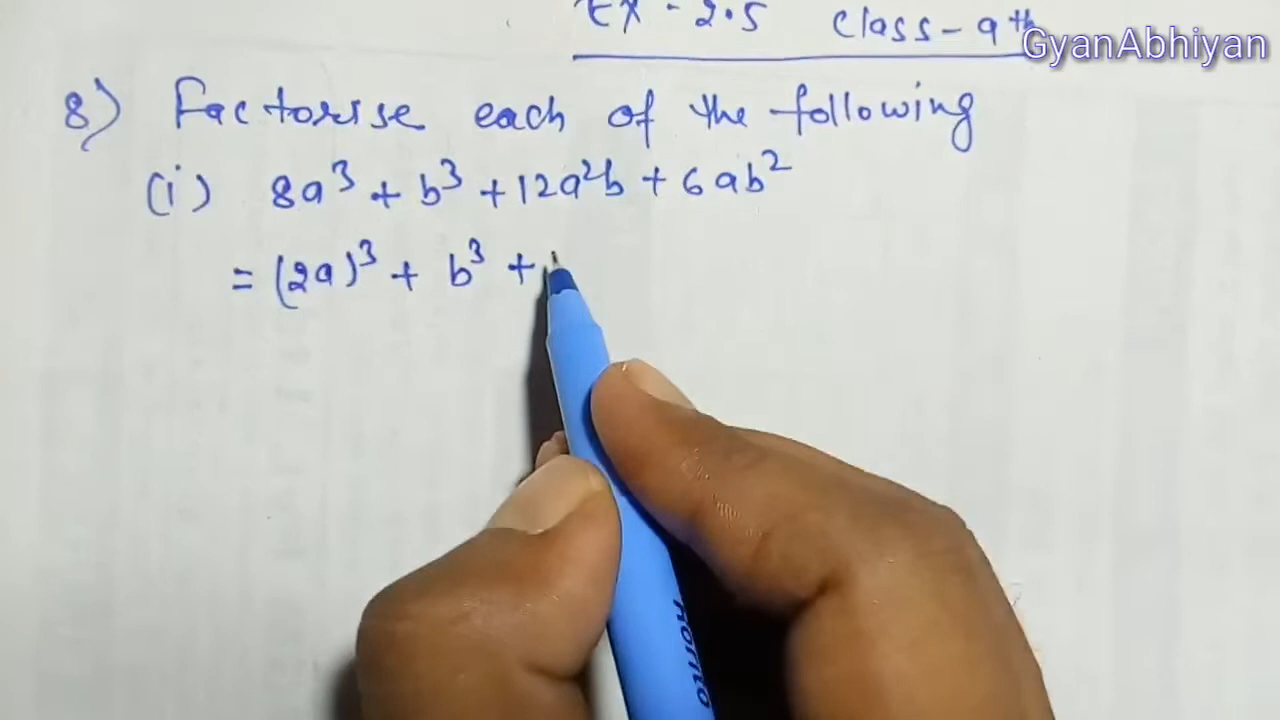 Ex - 2.5 Class - 9th
GyanAbhiyan
8) Factorise each of the following
(i) 8a³ + b³ + 12a²b + 6ab²
= (2a)³ + b³ +